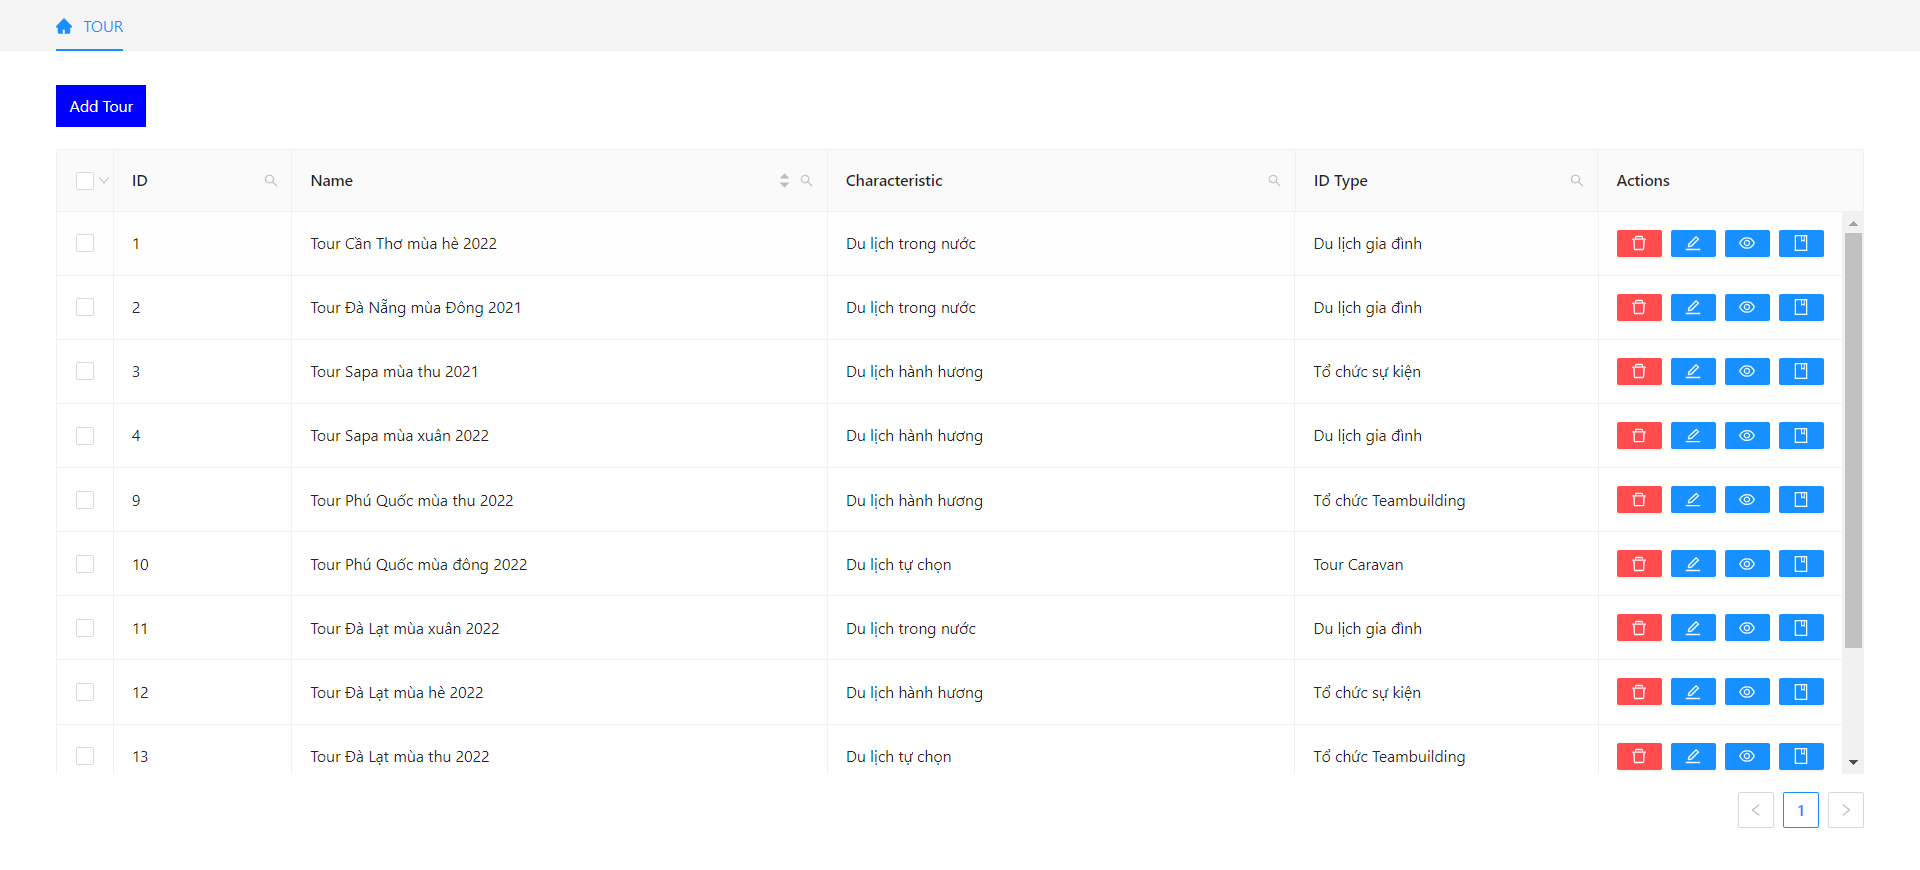 TOUR
Add Tour
ID Name Characteristic ID Type Actions
1 Tour Cần Thơ mùa hè 2022 Du lịch trong nước Du lịch gia đình
2 Tour Đà Nẵng mùa Đông 2021 Du lịch trong nước Du lịch gia đình
3 Tour Sapa mùa thu 2021 Du lịch hành hương Tổ chức sự kiện
4 Tour Sapa mùa xuân 2022 Du lịch hành hương Du lịch gia đình
9 Tour Phú Quốc mùa thu 2022 Du lịch hành hương Tổ chức Teambuilding
10 Tour Phú Quốc mùa đông 2022 Du lịch tự chọn Tour Caravan
11 Tour Đà Lạt mùa xuân 2022 Du lịch trong nước Du lịch gia đình
12 Tour Đà Lạt mùa hè 2022 Du lịch hành hương Tổ chức sự kiện
13 Tour Đà Lạt mùa thu 2022 Du lịch tự chọn Tổ chức Teambuilding
1